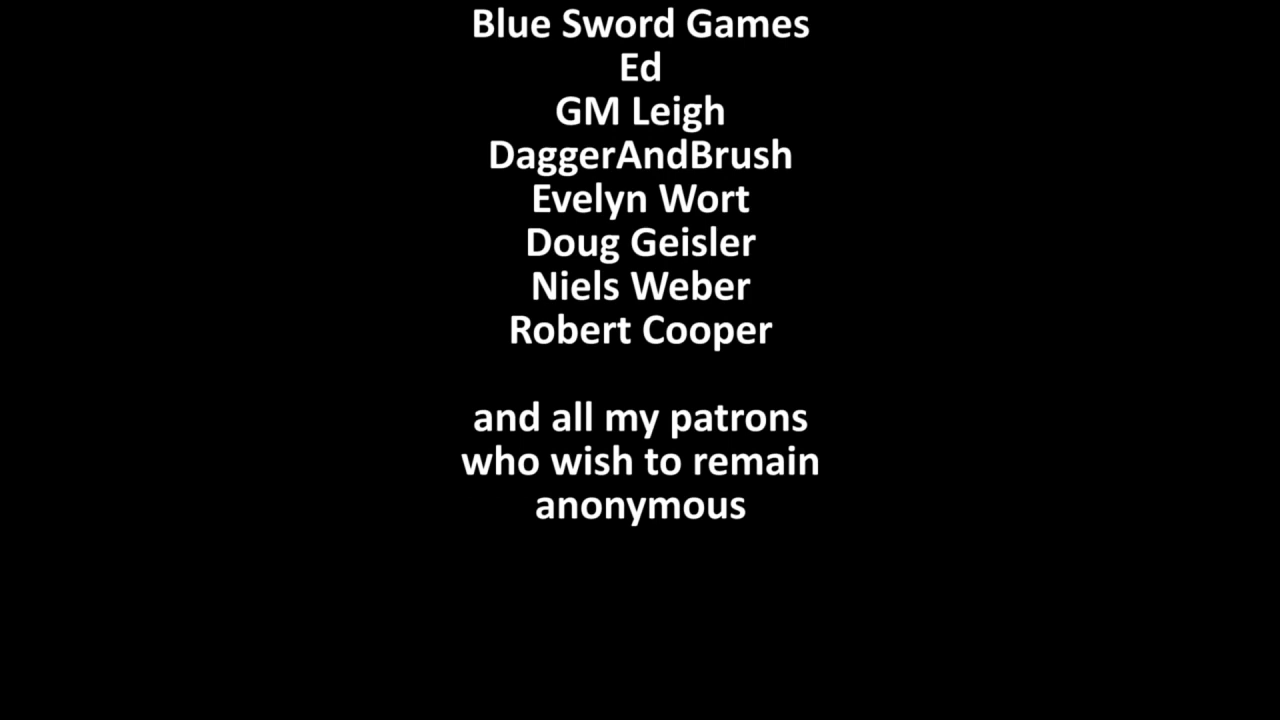 Blue Sword Games
Ed
GM Leigh
DaggerAndBrush
Evelyn Wort
Doug Geisler
Niels Weber
Robert Cooper
and all my patrons
who wish to remain
anonymous